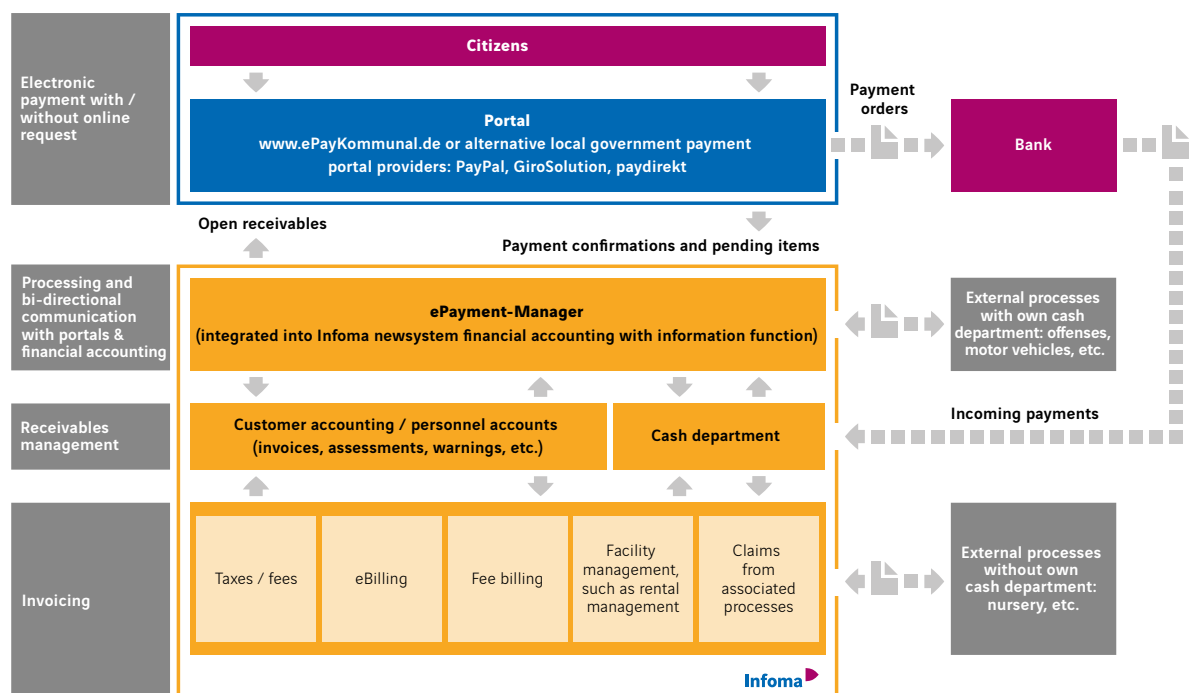 Electronic
payment with /
without online
request
Citizens
Portal
www.ePayKommunal.de or alternative local government payment
portal providers: PayPal, GiroSolution, paydirekt
Payment
orders
Bank
Open receivables
Payment confirmations and pending items
Processing and
bi-directional
communication
with portals &
financial accounting
ePayment-Manager
(integrated into Infoma newsystem financial accounting with information function)
External processes
with own cash
department: offenses,
motor vehicles, etc.
Receivables
management
Customer accounting / personnel accounts
(invoices, assessments, warnings, etc.)
Cash department
Incoming payments
Invoicing
Taxes / fees
eBilling
Fee billing
Facility
management,
such as rental
management
Claims
from
associated
processes
External processes
without own
cash department:
nursery, etc.
Infoma